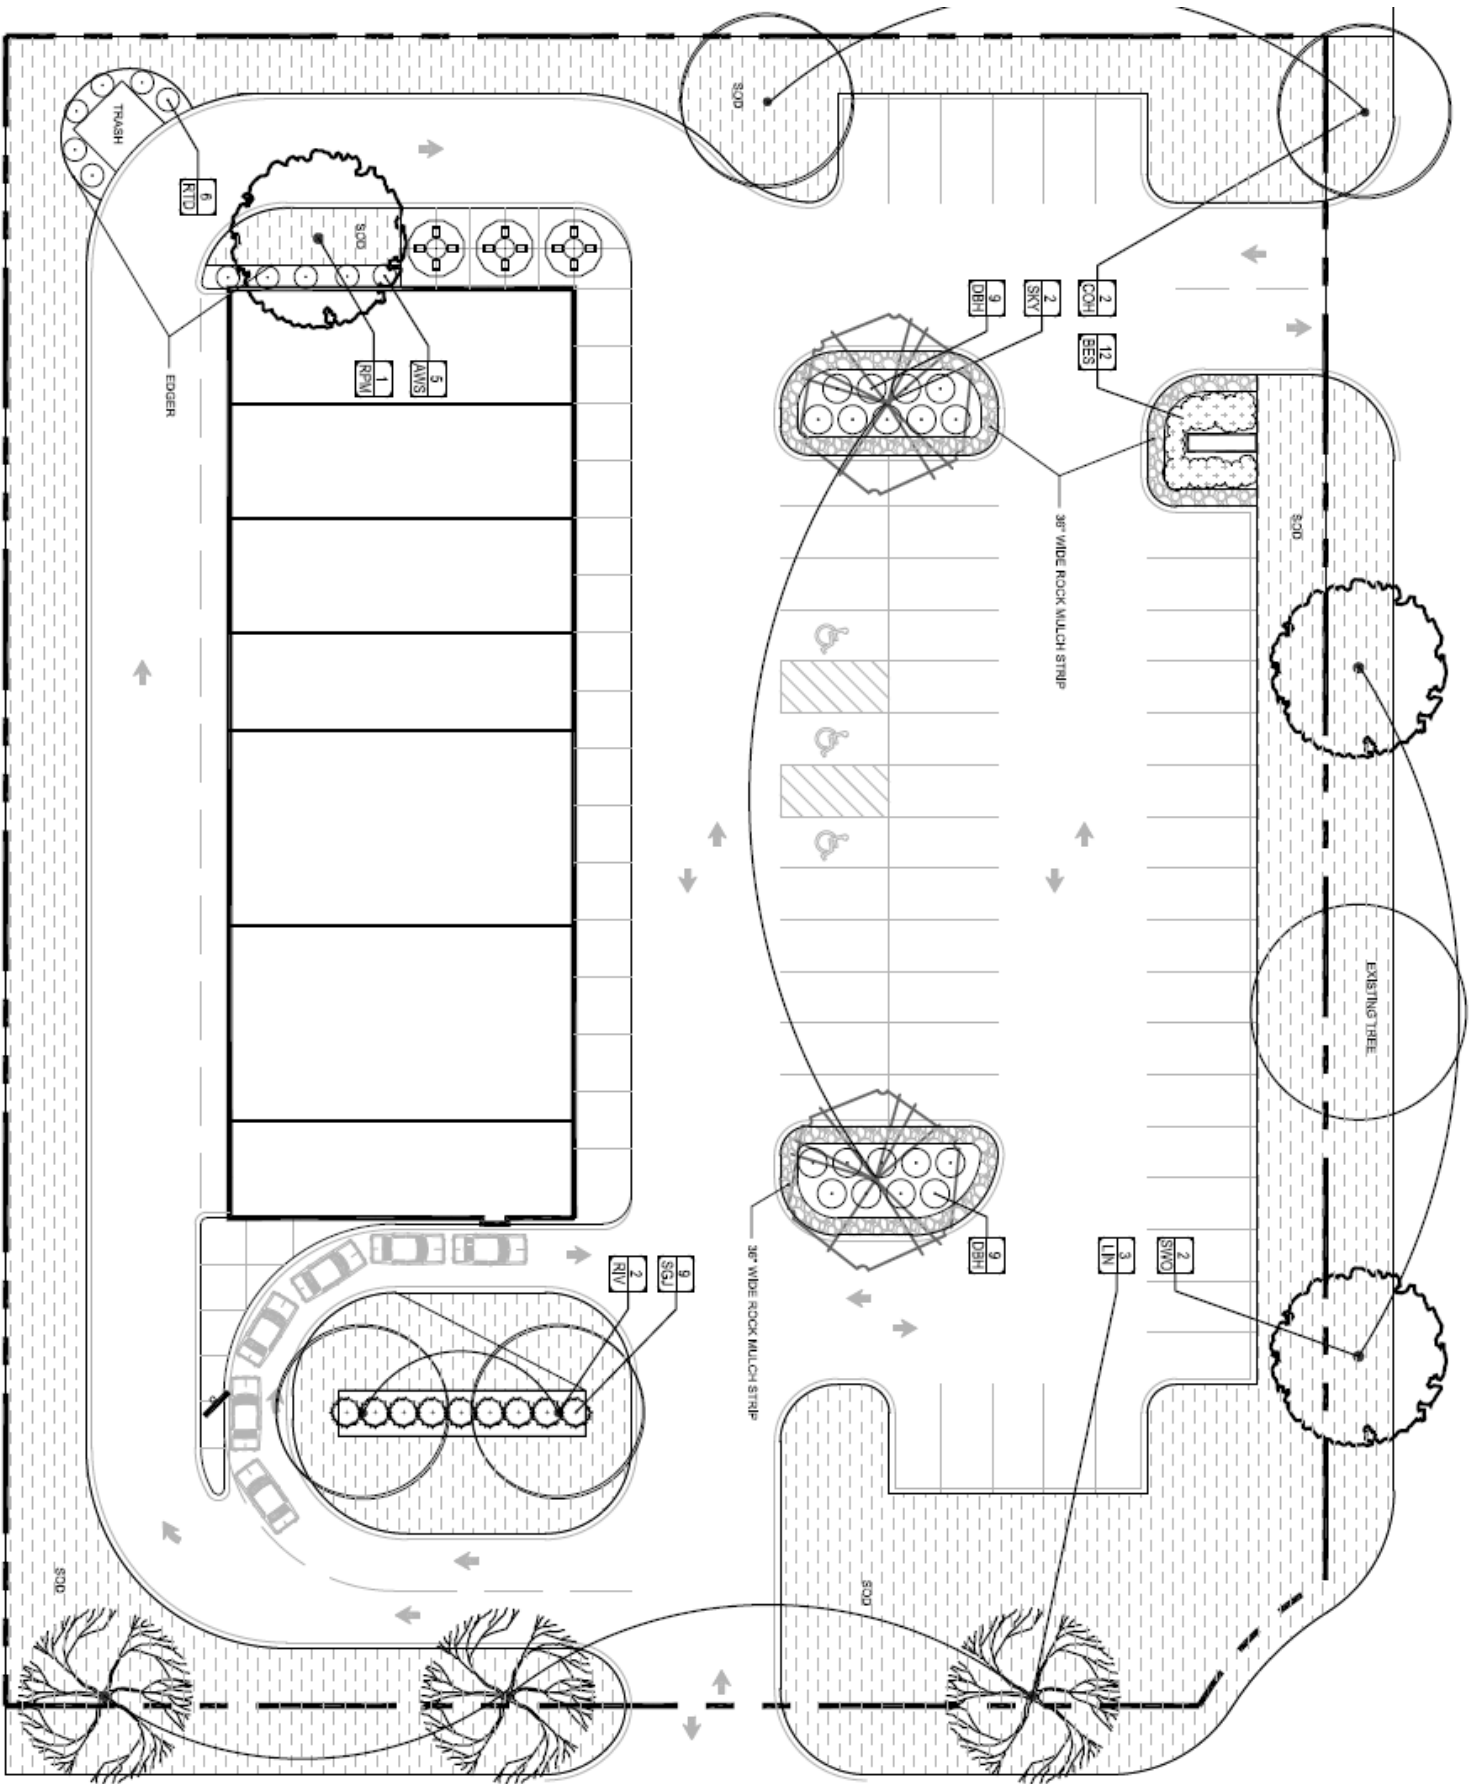 SOD
TRASH
6
RTD
SOD
9
DBH
2
SKY
2
COH
12
BES
1
RPM
5
AWS
EDGER
36" WIDE ROCK MULCH STRIP
SOD
EXISTING TREE
9
DBH
3
LIN
2
SWO
2
RIV
9
SGJ
36" WIDE ROCK MULCH STRIP
SOD
SOD